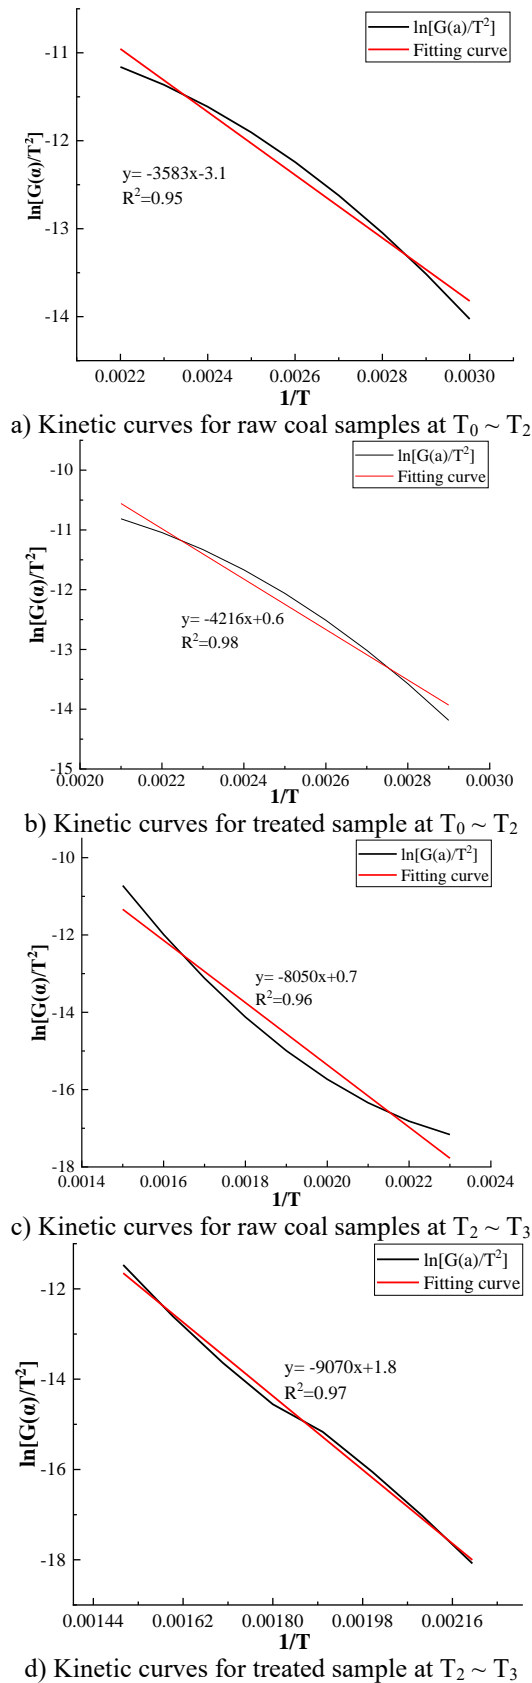 ln[G(a)/T²]
Fitting curve
-11
-12
-13
-14
ln[G(α)/T²]
y= -3583x-3.1
R²=0.95
0.0022 0.0024 0.0026 0.0028 0.0030
1/T
a) Kinetic curves for raw coal samples at T₀ ~ T₂
ln[G(a)/T²]
Fitting curve
-10
-11
-12
-13
-14
-15
ln[G(α)/T²]
y= -4216x+0.6
R²=0.98
0.0020 0.0022 0.0024 0.0026 0.0028 0.0030
1/T
b) Kinetic curves for treated sample at T₀ ~ T₂
ln[G(a)/T²]
Fitting curve
-10
-12
-14
-16
-18
ln[G(α)/T²]
y= -8050x+0.7
R²=0.96
0.0014 0.0016 0.0018 0.0020 0.0022 0.0024
1/T
c) Kinetic curves for raw coal samples at T₂ ~ T₃
ln[G(a)/T²]
Fitting curve
-12
-14
-16
-18
ln[G(α)/T²]
y= -9070x+1.8
R²=0.97
0.00144 0.00162 0.00180 0.00198 0.00216
1/T
d) Kinetic curves for treated sample at T₂ ~ T₃